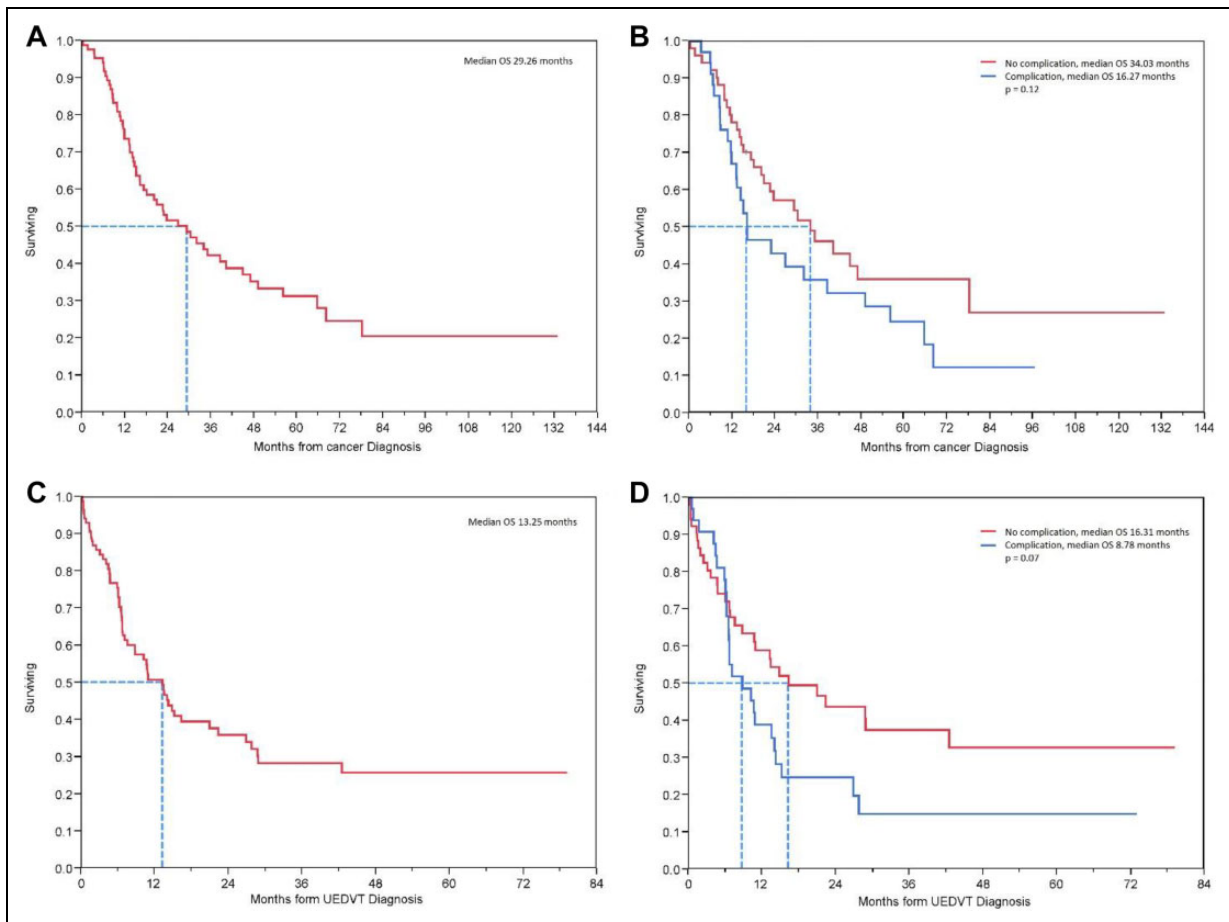 A
Median OS 29.26 months
Surviving
1.0
0.9
0.8
0.7
0.6
0.5
0.4
0.3
0.2
0.1
0.0
0 12 24 36 48 60 72 84 96 108 120 132 144
Months from cancer Diagnosis
B
No complication, median OS 34.03 months
Complication, median OS 16.27 months
p = 0.12
Surviving
1.0
0.9
0.8
0.7
0.6
0.5
0.4
0.3
0.2
0.1
0.0
0 12 24 36 48 60 72 84 96 108 120 132 144
Months from cancer Diagnosis
C
Median OS 13.25 months
Surviving
1.0
0.9
0.8
0.7
0.6
0.5
0.4
0.3
0.2
0.1
0.0
0 12 24 36 48 60 72 84
Months form UEDVT Diagnosis
D
No complication, median OS 16.31 months
Complication, median OS 8.78 months
p = 0.07
Surviving
1.0
0.9
0.8
0.7
0.6
0.5
0.4
0.3
0.2
0.1
0.0
0 12 24 36 48 60 72 84
Months form UEDVT Diagnosis